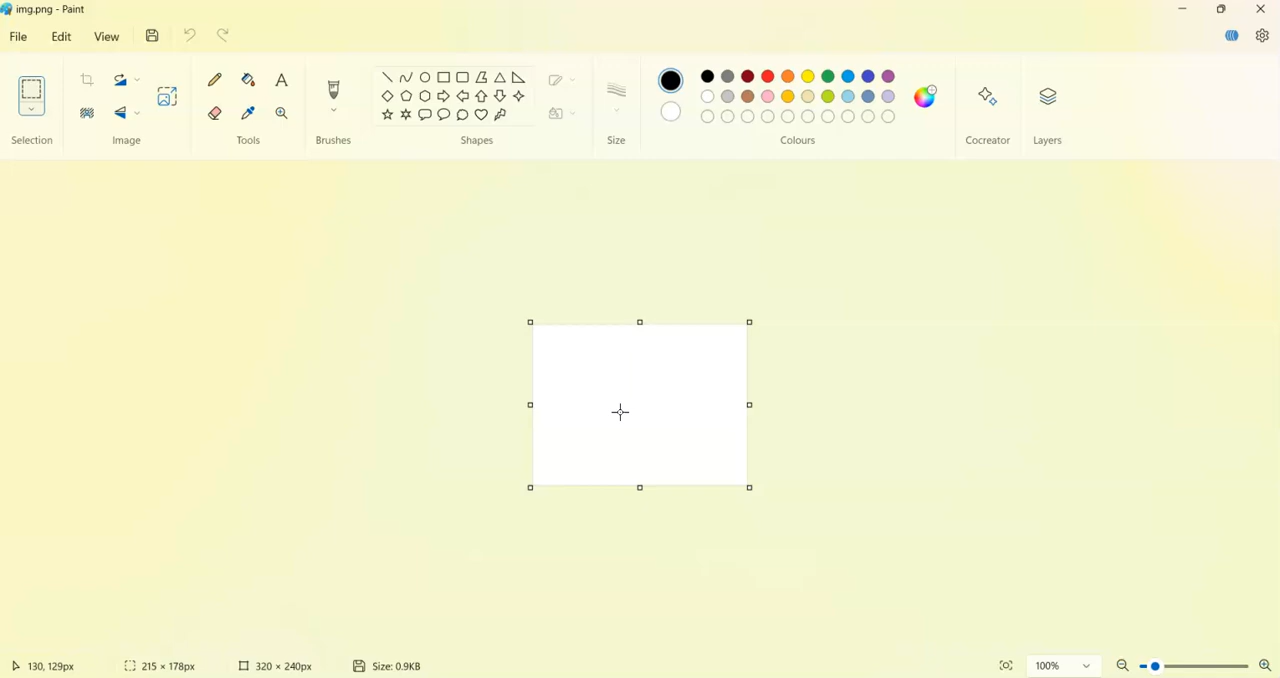 img.png - Paint
File Edit View
Selection Image Tools Brushes Shapes Size Colours Cocreator Layers
130, 129px 215 × 178px 320 × 240px Size: 0.9KB 100%